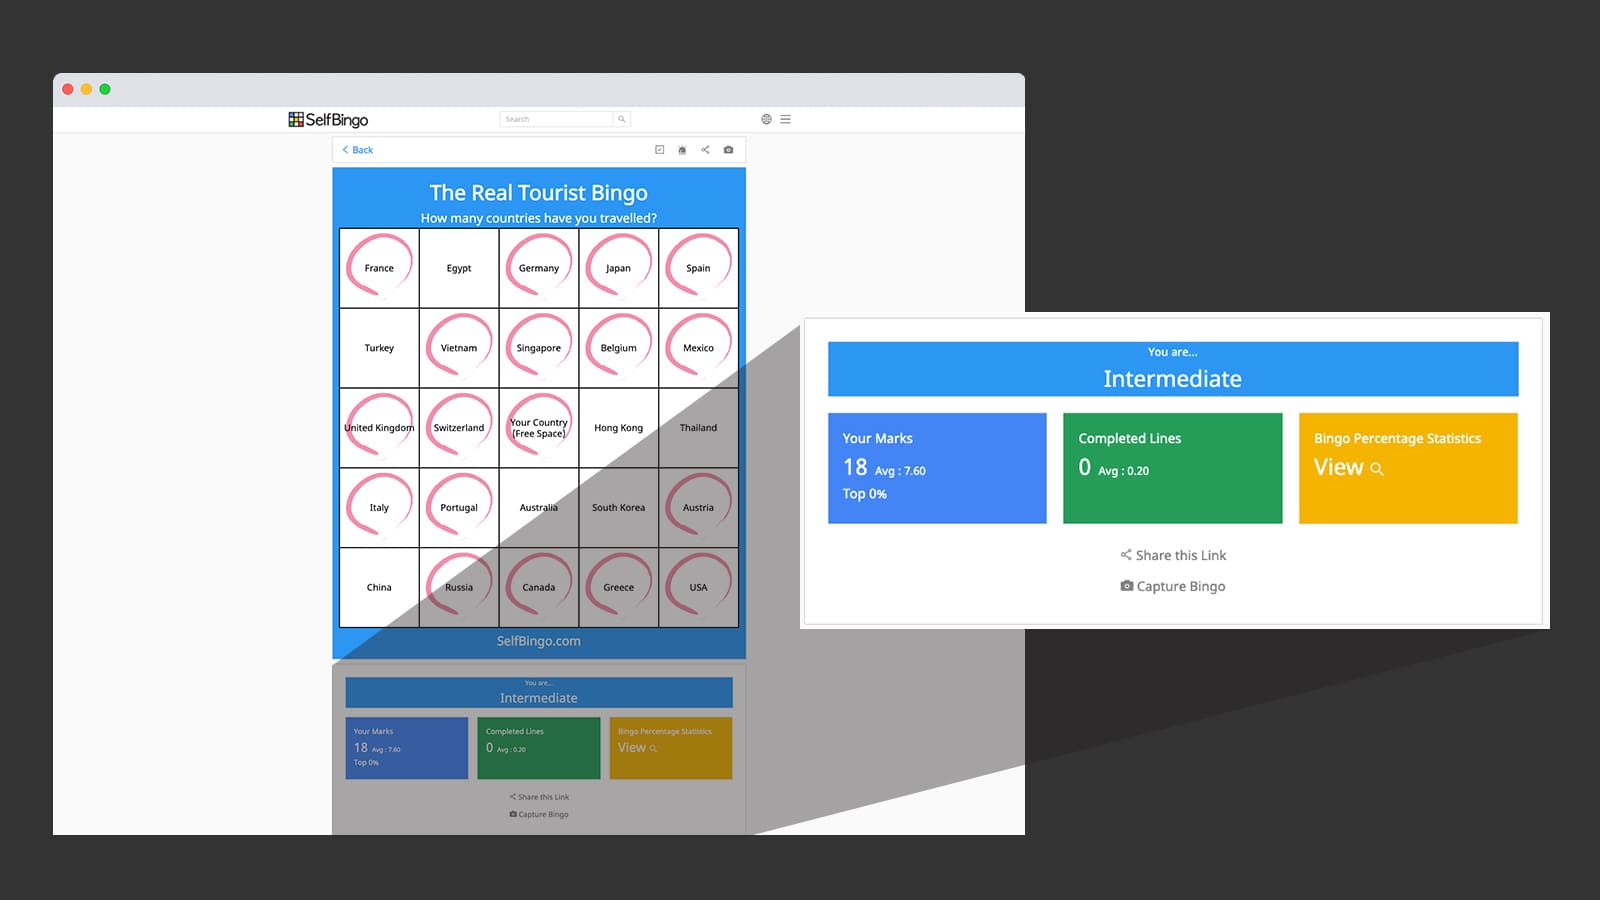 SelfBingo
Search
Back
The Real Tourist Bingo
How many countries have you travelled?
France
Egypt
Germany
Japan
Spain
Turkey
Vietnam
Singapore
Belgium
Mexico
United Kingdom
Switzerland
Your Country
(Free Space)
Hong Kong
Thailand
Italy
Portugal
Australia
South Korea
Austria
China
Russia
Canada
Greece
USA
SelfBingo.com
You are...
Intermediate
Your Marks
18 Avg : 7.60
Top 0%
Completed Lines
0 Avg : 0.20
Bingo Percentage Statistics
View
Share this Link
Capture Bingo
You are...
Intermediate
Your Marks
18 Avg : 7.60
Top 0%
Completed Lines
0 Avg : 0.20
Bingo Percentage Statistics
View
Share this Link
Capture Bingo